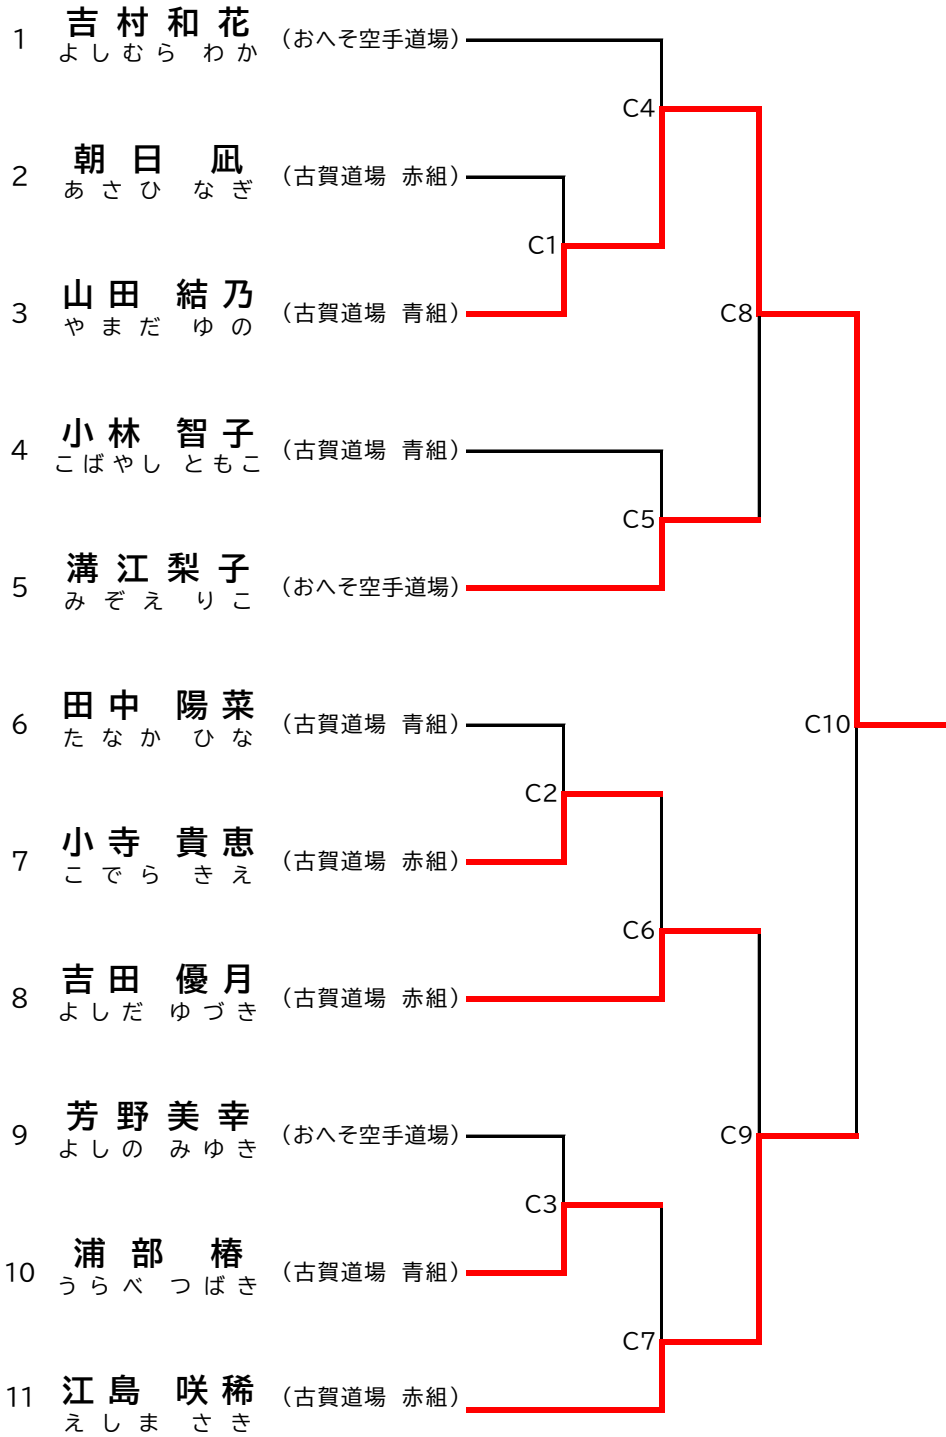 1 吉村和花 (おへそ空手道場)
よしむら わか
C4
2 朝日 凪 (古賀道場 赤組)
あさひ なぎ
C1
3 山田 結乃 (古賀道場 青組)
やまだ ゆの
C8
4 小林 智子 (古賀道場 青組)
こばやし ともこ
C5
5 溝江梨子 (おへそ空手道場)
みぞえ りこ
6 田中 陽菜 (古賀道場 青組)
たなか ひな
C10
C2
7 小寺 貴恵 (古賀道場 赤組)
こでら きえ
C6
8 吉田 優月 (古賀道場 赤組)
よしだ ゆづき
9 芳野美幸 (おへそ空手道場)
よしの みゆき
C9
C3
10 浦部 椿 (古賀道場 青組)
うらべ つばき
C7
11 江島 咲稀 (古賀道場 赤組)
えしま さき